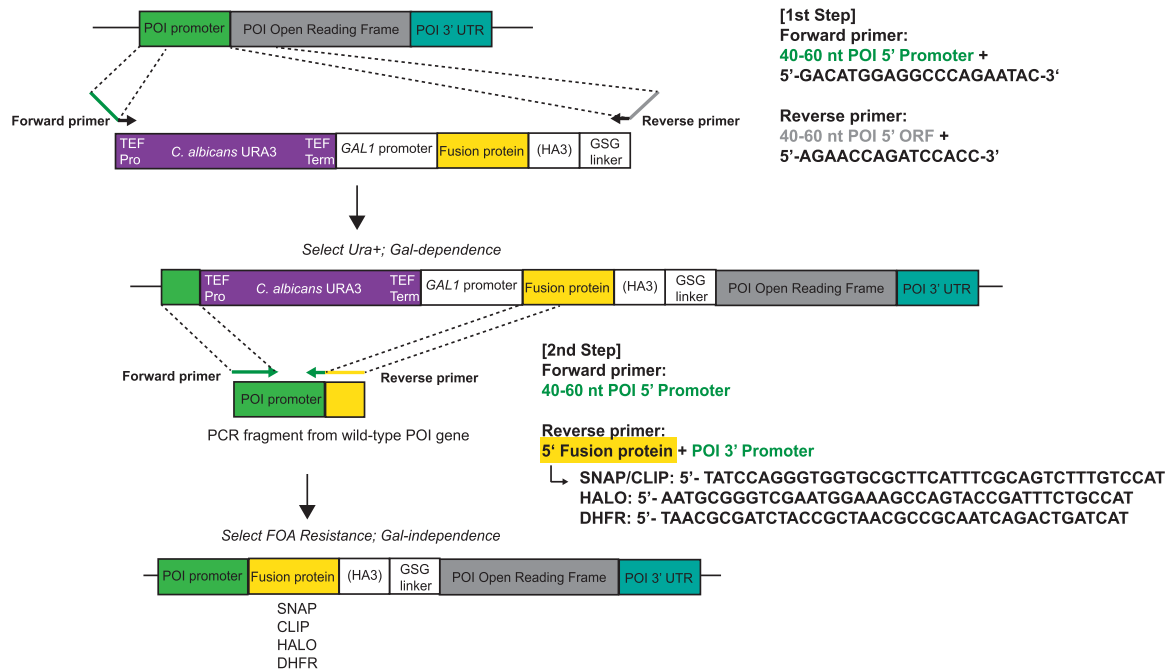 POI promoter
POI Open Reading Frame
POI 3' UTR
[1st Step]
Forward primer:
40-60 nt POI 5' Promoter +
5'-GACATGGAGGCCCAGAATAC-3'
Reverse primer:
40-60 nt POI 5' ORF +
5'-AGAACCAGATCCACC-3'
Forward primer
Reverse primer
TEF
Pro
C. albicans URA3
TEF
Term
GAL1 promoter
Fusion protein
(HA3)
GSG
linker
Select Ura+; Gal-dependence
TEF
Pro
C. albicans URA3
TEF
Term
GAL1 promoter
Fusion protein
(HA3)
GSG
linker
POI Open Reading Frame
POI 3' UTR
Forward primer
Reverse primer
POI promoter
PCR fragment from wild-type POI gene
[2nd Step]
Forward primer:
40-60 nt POI 5' Promoter
Reverse primer:
5' Fusion protein + POI 3' Promoter
SNAP/CLIP: 5'- TATCCAGGGTGGTGCGCTTCATTTCGCAGTCTTTGTCCAT
HALO: 5'- AATGCGGGTCGAATGGAAAGCCAGTACCGATTTCTGCCAT
DHFR: 5'- TAACGCGATCTACCGCTAACGCCGCAATCAGACTGATCAT
Select FOA Resistance; Gal-independence
POI promoter
Fusion protein
(HA3)
GSG
linker
POI Open Reading Frame
POI 3' UTR
SNAP
CLIP
HALO
DHFR